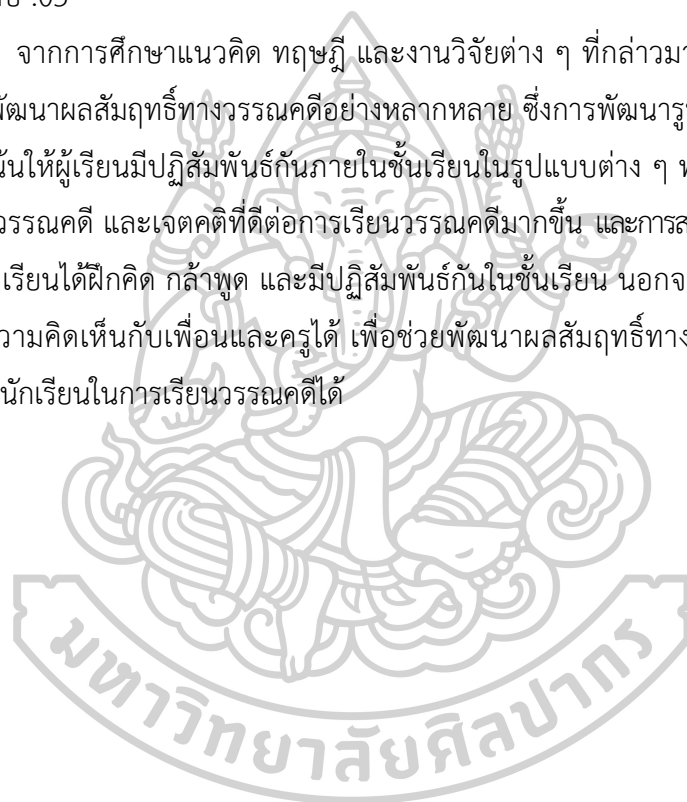 .05
จากการศึกษาแนวคิด ทฤษฎี และงานวิจัยต่าง ๆ ที่กล่าวมา
พัฒนาผลสัมฤทธิ์ทางวรรณคดีอย่างหลากหลาย ซึ่งการพัฒนารู
น้นให้ผู้เรียนมีปฏิสัมพันธ์กันภายในชั้นเรียนในรูปแบบต่าง ๆ
วรรณคดี และเจตคติที่ดีต่อการเรียนวรรณคดีมากขึ้น และการส
เรียนได้ฝึกคิด กล้าพูด และมีปฏิสัมพันธ์กันในชั้นเรียน นอกจ
วามคิดเห็นกับเพื่อนและครูได้ เพื่อช่วยพัฒนาผลสัมฤทธิ์ทาง
นักเรียนในการเรียนวรรณคดีได้
มหาวิทยาลัยศิลปากร